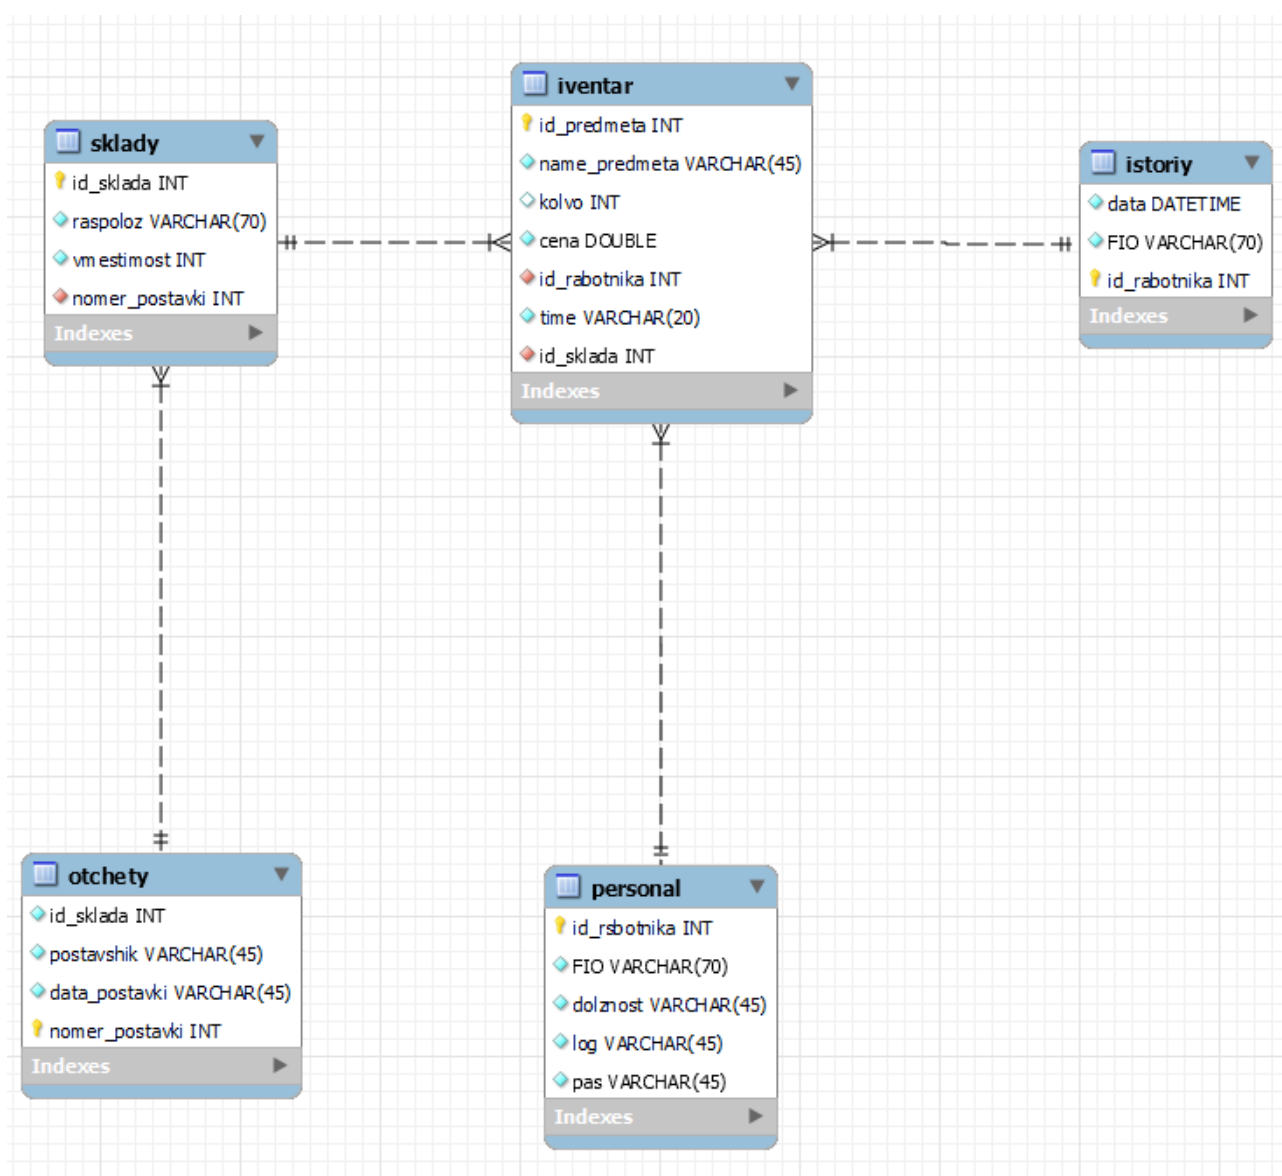 sklady
id_sklada INT
raspoloz VARCHAR(70)
vmestimost INT
nomer_postavki INT
Indexes
iventar
id_predmeta INT
name_predmeta VARCHAR(45)
kolvo INT
cena DOUBLE
id_rabotnika INT
time VARCHAR(20)
id_sklada INT
Indexes
istoriy
data DATETIME
FIO VARCHAR(70)
id_rabotnika INT
Indexes
otchety
id_sklada INT
postavshik VARCHAR(45)
data_postavki VARCHAR(45)
nomer_postavki INT
Indexes
personal
id_rsbotnika INT
FIO VARCHAR(70)
dolznost VARCHAR(45)
log VARCHAR(45)
pas VARCHAR(45)
Indexes